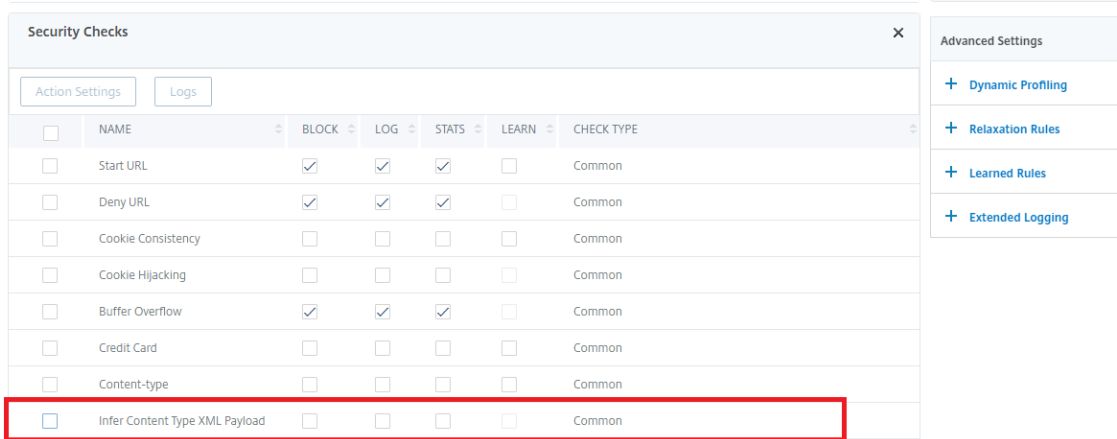 Security Checks
Action Settings Logs
NAME BLOCK LOG STATS LEARN CHECK TYPE
Start URL Common
Deny URL Common
Cookie Consistency Common
Cookie Hijacking Common
Buffer Overflow Common
Credit Card Common
Content-type Common
Infer Content Type XML Payload Common
Advanced Settings
Dynamic Profiling
Relaxation Rules
Learned Rules
Extended Logging